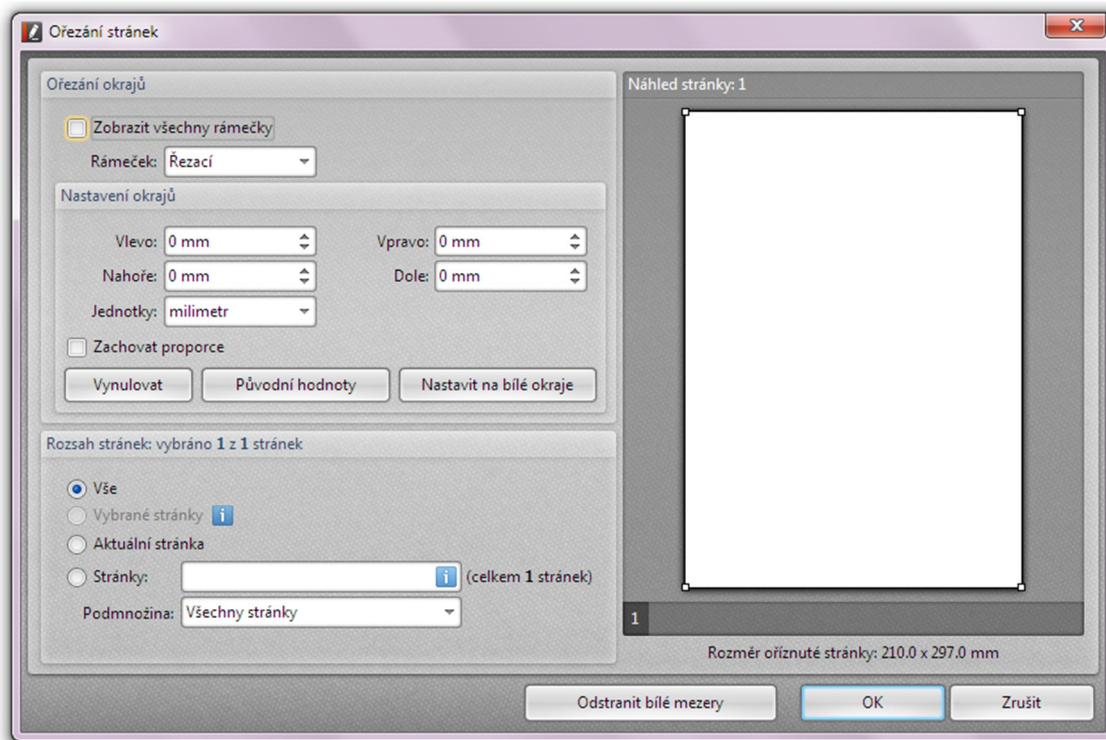 Ořezání stránek
Ořezání okrajů
Zobrazit všechny rámečky
Rámeček: Řezací
Nastavení okrajů
Vlevo: 0 mm Vpravo: 0 mm
Nahoře: 0 mm Dole: 0 mm
Jednotky: milimetr
Zachovat proporce
Vynulovat Původní hodnoty Nastavit na bílé okraje
Rozsah stránek: vybráno 1 z 1 stránek
Vše
Vybrané stránky i
Aktuální stránka
Stránky: i (celkem 1 stránek)
Podmnožina: Všechny stránky
Náhled stránky: 1
1
Rozměr oříznuté stránky: 210.0 x 297.0 mm
Odstranit bílé mezery OK Zrušit